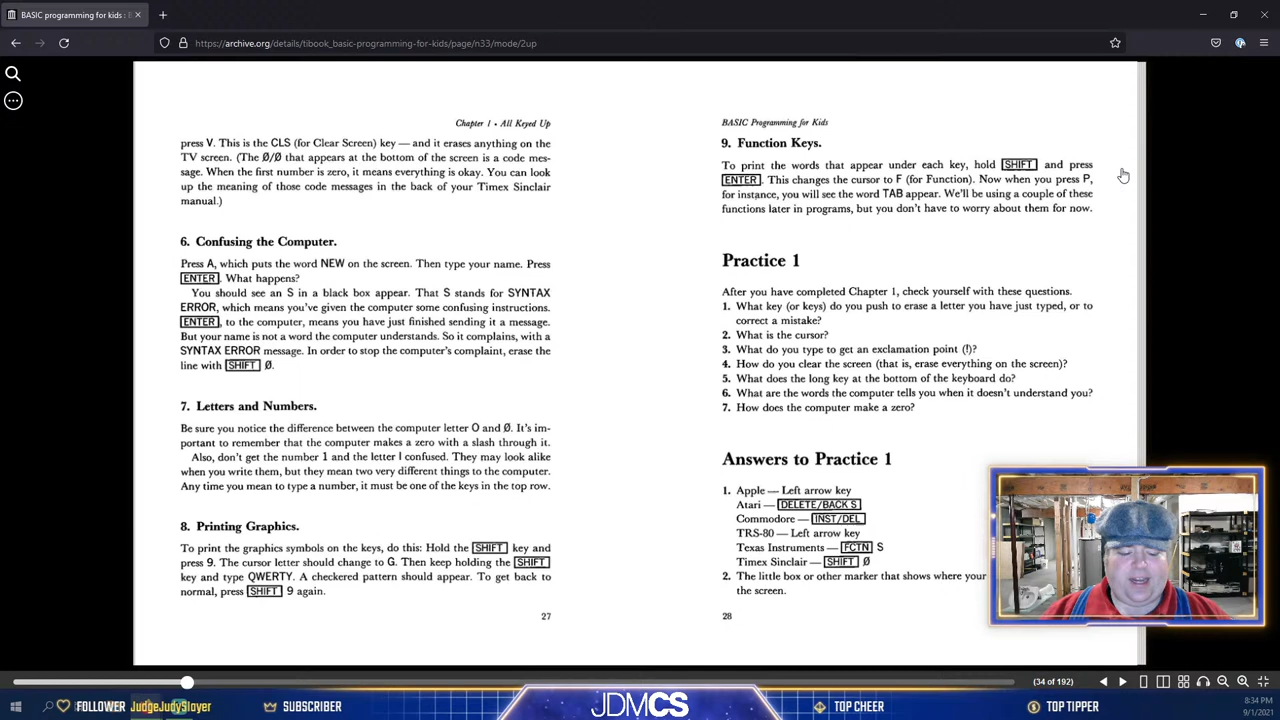 BASIC programming for kids :
https://archive.org/details/tibook_basic-programming-for-kids/page/n33/mode/2up
Chapter 1 • All Keyed Up
press V. This is the CLS (for Clear Screen) key — and it erases anything on the
TV screen. (The Ø/Ø that appears at the bottom of the screen is a code mes-
sage. When the first number is zero, it means everything is okay. You can look
up the meaning of those code messages in the back of your Timex Sinclair
manual.)
6. Confusing the Computer.
Press A, which puts the word NEW on the screen. Then type your name. Press
ENTER. What happens?
You should see an S in a black box appear. That S stands for SYNTAX
ERROR, which means you've given the computer some confusing instructions.
ENTER, to the computer, means you have just finished sending it a message.
But your name is not a word the computer understands. So it complains, with a
SYNTAX ERROR message. In order to stop the computer's complaint, erase the
line with SHIFT Ø.
7. Letters and Numbers.
Be sure you notice the difference between the computer letter O and Ø. It's im-
portant to remember that the computer makes a zero with a slash through it.
Also, don't get the number 1 and the letter I confused. They may look alike
when you write them, but they mean two very different things to the computer.
Any time you mean to type a number, it must be one of the keys in the top row.
8. Printing Graphics.
To print the graphics symbols on the keys, do this: Hold the SHIFT key and
press 9. The cursor letter should change to G. Then keep holding the SHIFT
key and type QWERTY. A checkered pattern should appear. To get back to
normal, press SHIFT 9 again.
27
BASIC Programming for Kids
9. Function Keys.
To print the words that appear under each key, hold SHIFT and press
ENTER. This changes the cursor to F (for Function). Now when you press P,
for instance, you will see the word TAB appear. We'll be using a couple of these
functions later in programs, but you don't have to worry about them for now.
Practice 1
After you have completed Chapter 1, check yourself with these questions.
1. What key (or keys) do you push to erase a letter you have just typed, or to
correct a mistake?
2. What is the cursor?
3. What do you type to get an exclamation point (!)?
4. How do you clear the screen (that is, erase everything on the screen)?
5. What does the long key at the bottom of the keyboard do?
6. What are the words the computer tells you when it doesn't understand you?
7. How does the computer make a zero?
Answers to Practice 1
1. Apple — Left arrow key
Atari — DELETE/BACK S
Commodore — INST/DEL
TRS-80 — Left arrow key
Texas Instruments — FCTN S
Timex Sinclair — SHIFT Ø
2. The little box or other marker that shows where your
the screen.
28
(34 of 192)
FOLLOWER JudgeJudySlayer
SUBSCRIBER
JDMCS
TOP CHEER
TOP TIPPER
8:34 PM
9/1/2021